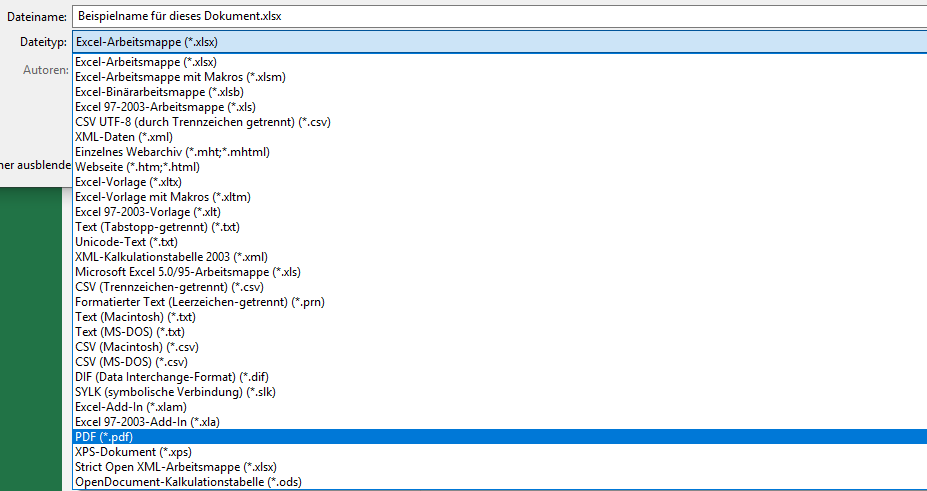 Dateiname: Beispielname für dieses Dokument.xlsx
Dateityp: Excel-Arbeitsmappe (*.xlsx)
Autoren:
Excel-Arbeitsmappe (*.xlsx)
Excel-Arbeitsmappe mit Makros (*.xlsm)
Excel-Binärarbeitsmappe (*.xlsb)
Excel 97-2003-Arbeitsmappe (*.xls)
CSV UTF-8 (durch Trennzeichen getrennt) (*.csv)
XML-Daten (*.xml)
Einzelnes Webarchiv (*.mht;*.mhtml)
her ausblende
Webseite (*.htm;*.html)
Excel-Vorlage (*.xltx)
Excel-Vorlage mit Makros (*.xltm)
Excel 97-2003-Vorlage (*.xlt)
Text (Tabstopp-getrennt) (*.txt)
Unicode-Text (*.txt)
XML-Kalkulationstabelle 2003 (*.xml)
Microsoft Excel 5.0/95-Arbeitsmappe (*.xls)
CSV (Trennzeichen-getrennt) (*.csv)
Formatierter Text (Leerzeichen-getrennt) (*.prn)
Text (Macintosh) (*.txt)
Text (MS-DOS) (*.txt)
CSV (Macintosh) (*.csv)
CSV (MS-DOS) (*.csv)
DIF (Data Interchange-Format) (*.dif)
SYLK (symbolische Verbindung) (*.slk)
Excel-Add-In (*.xlam)
Excel 97-2003-Add-In (*.xla)
PDF (*.pdf)
XPS-Dokument (*.xps)
Strict Open XML-Arbeitsmappe (*.xlsx)
OpenDocument-Kalkulationstabelle (*.ods)